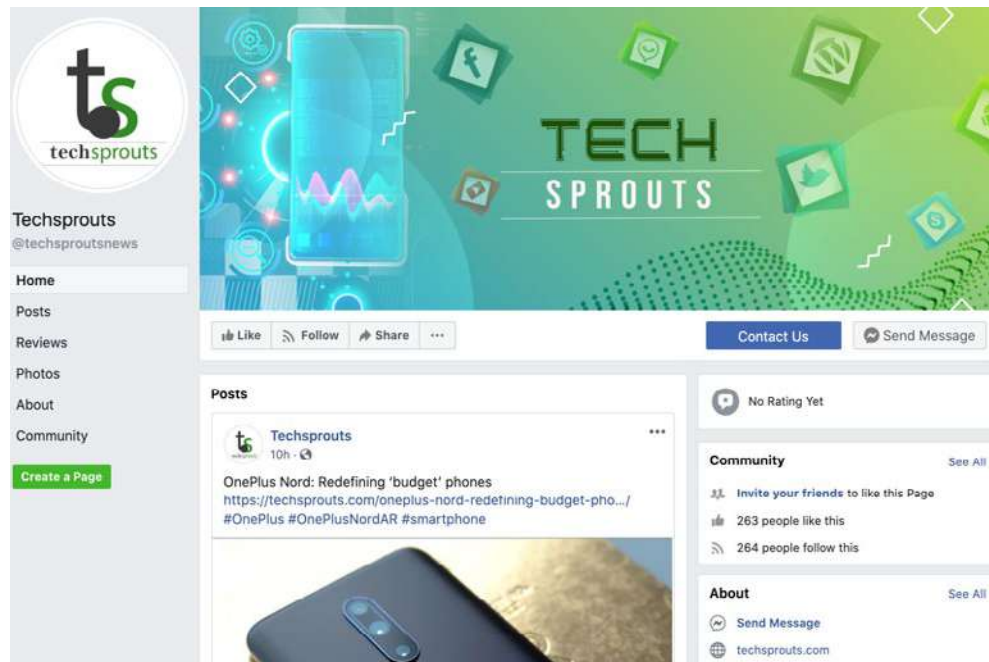 ts
techsprouts
Techsprouts
@techsproutsnews
Home
Posts
Reviews
Photos
About
Community
Create a Page
TECH
SPROUTS
Like
Follow
Share
···
Contact Us
Send Message
Posts
ts
Techsprouts
10h ·
···
OnePlus Nord: Redefining ‘budget’ phones
https://techsprouts.com/oneplus-nord-redefining-budget-pho.../
#OnePlus #OnePlusNordAR #smartphone
No Rating Yet
Community
See All
Invite your friends to like this Page
263 people like this
264 people follow this
About
See All
Send Message
techsprouts.com